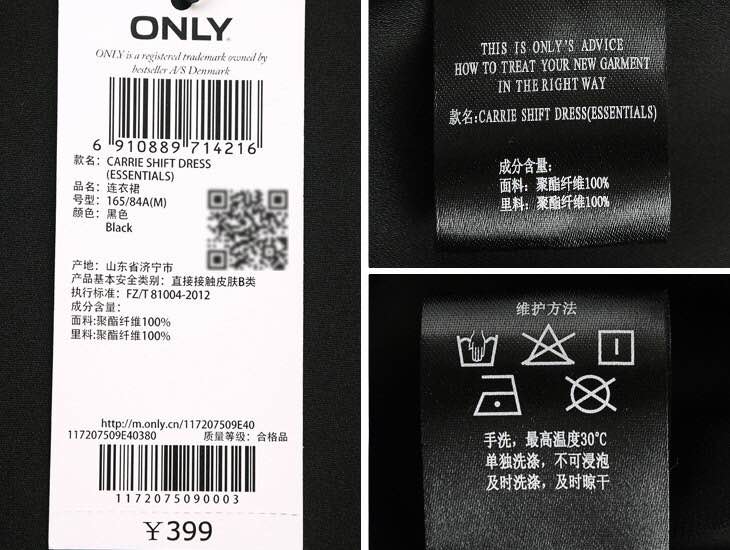 ONLY
ONLY is a registered trademark owned by
bestseller A/S Denmark
6 910889 714216
款名：CARRIE SHIFT DRESS
(ESSENTIALS)
品名：连衣裙
号型：165/84A(M)
颜色：黑色
Black
产地：山东省济宁市
产品基本安全类别：直接接触皮肤B类
执行标准：FZ/T 81004-2012
成分含量：
面料:聚酯纤维100%
里料:聚酯纤维100%
http://m.only.cn/117207509E40
117207509E40380 质量等级：合格品
1172075090003
￥399
THIS IS ONLY'S ADVICE
HOW TO TREAT YOUR NEW GARMENT
IN THE RIGHT WAY
款名:CARRIE SHIFT DRESS(ESSENTIALS)
成分含量:
面料：聚酯纤维100%
里料：聚酯纤维100%
维护方法
手洗，最高温度30°C
单独洗涤，不可浸泡
及时洗涤，及时晾干